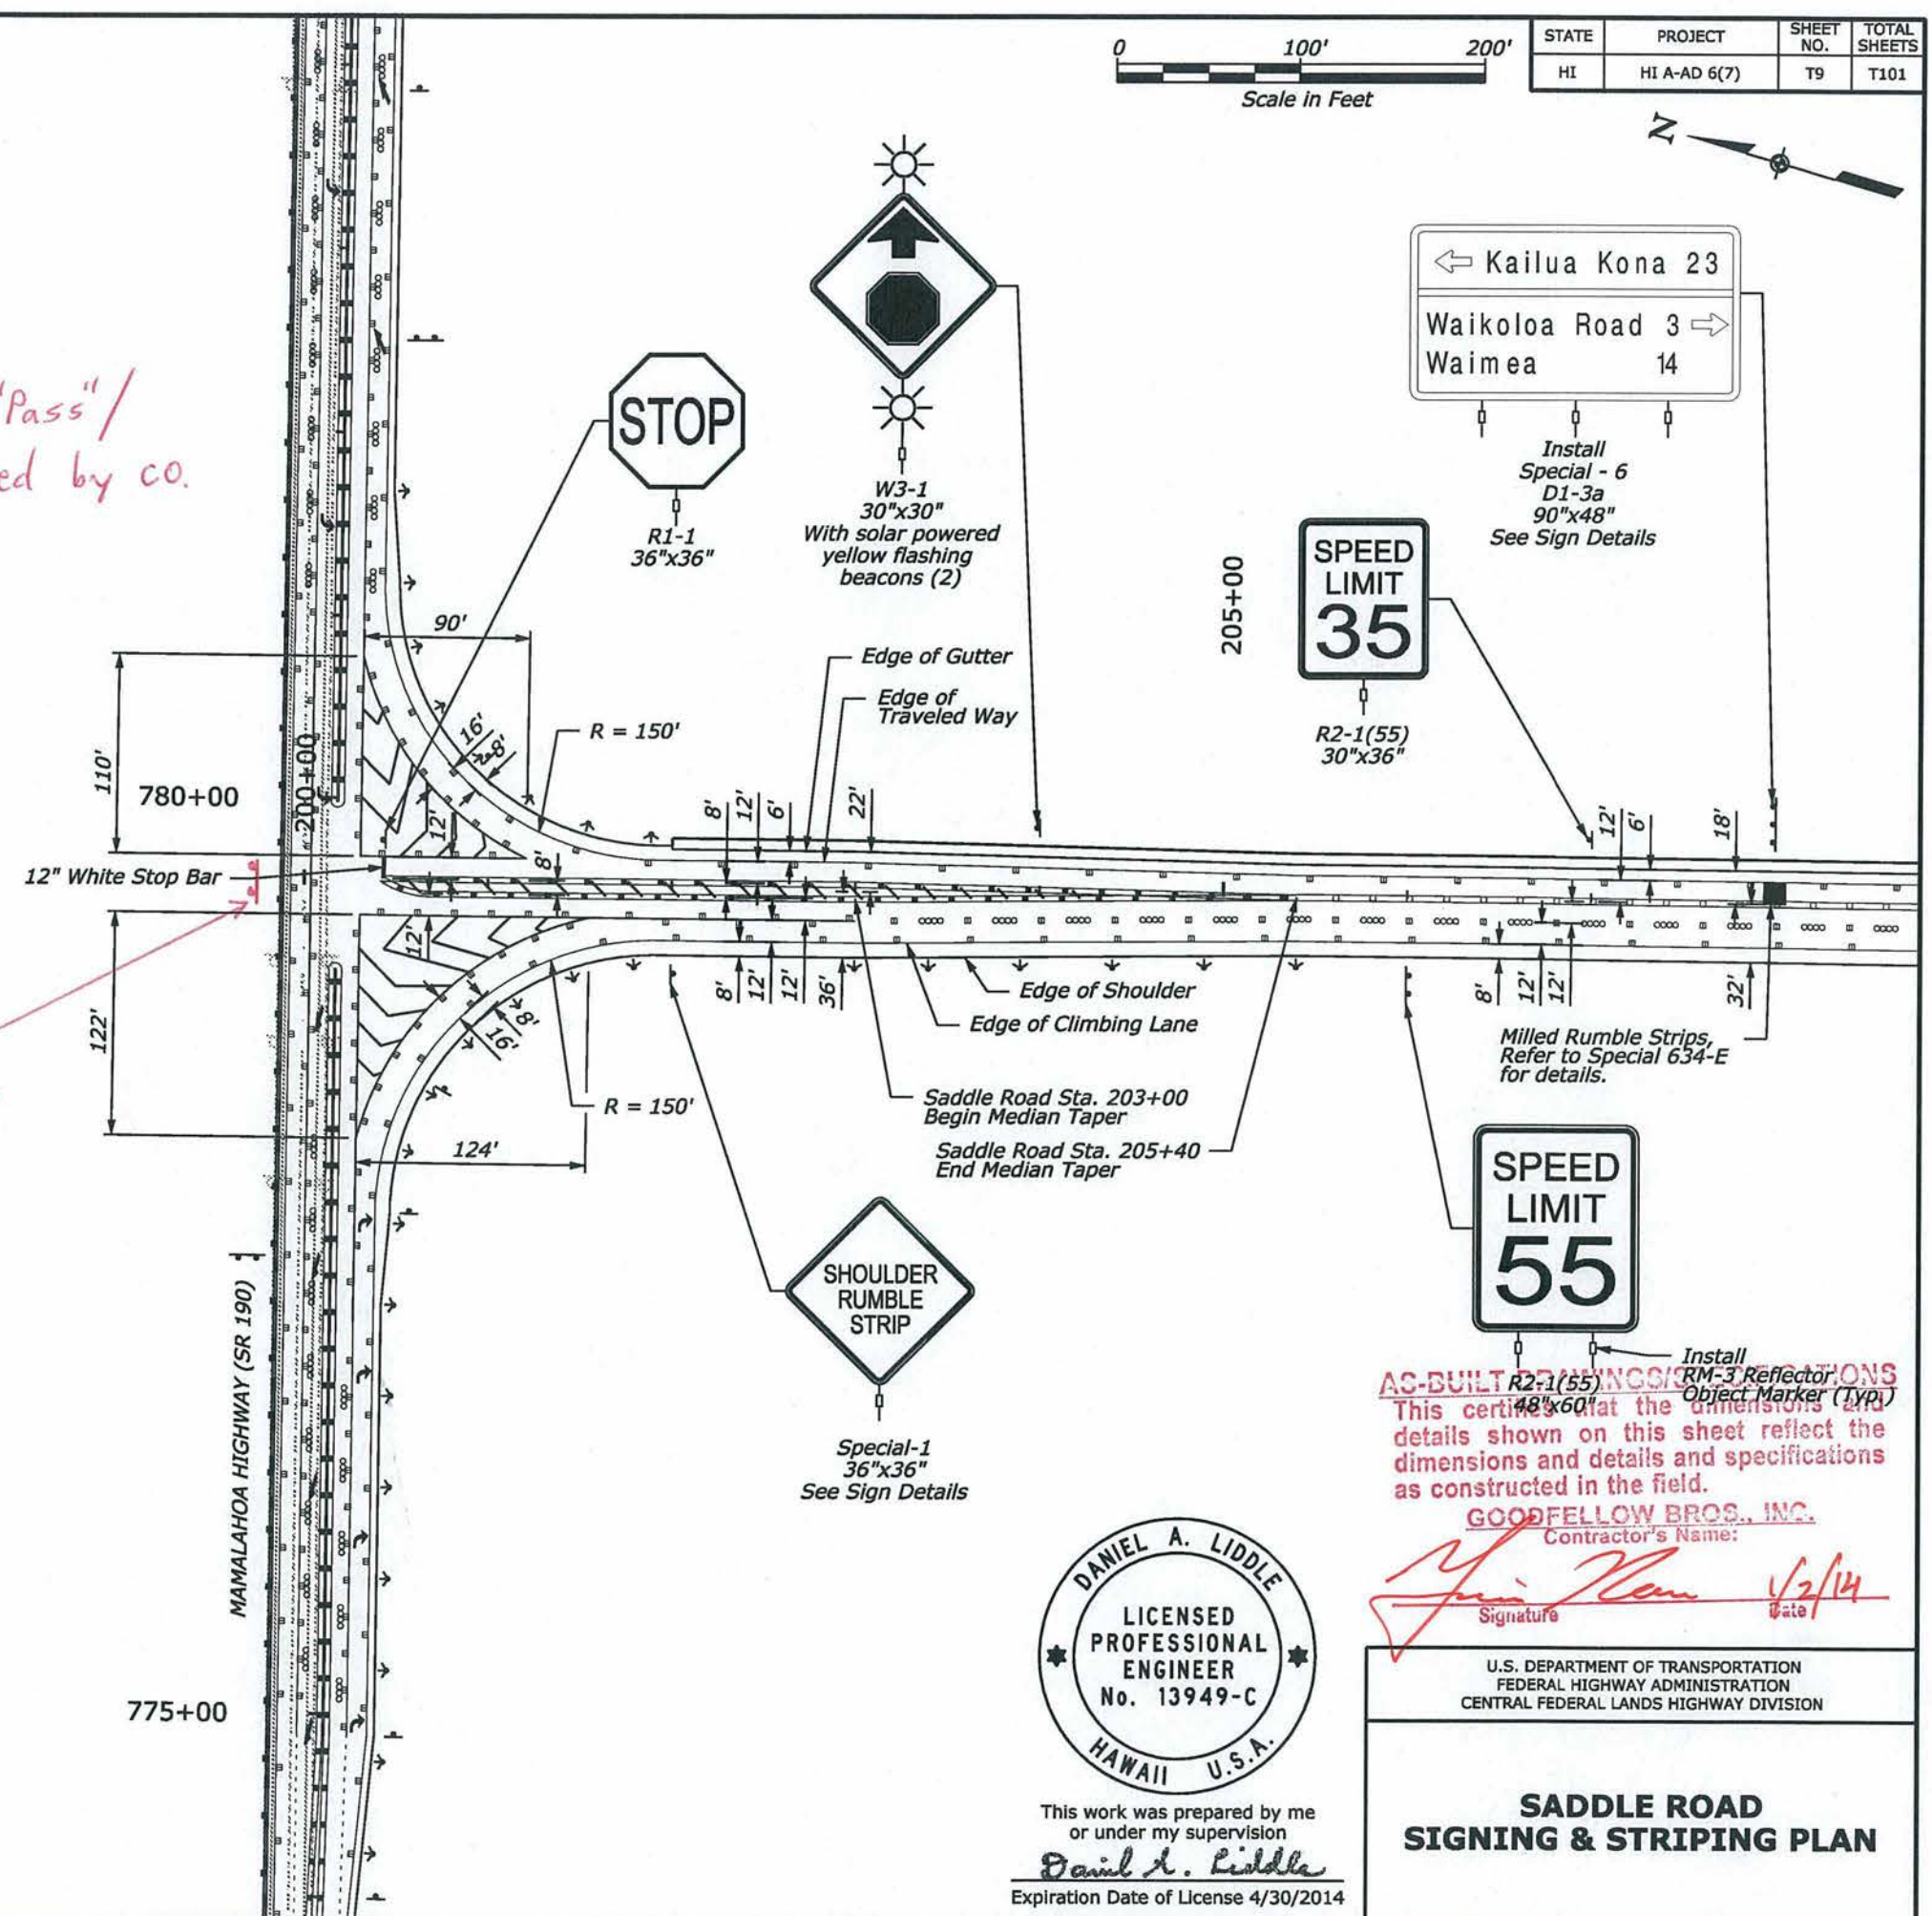 0 100' 200'
Scale in Feet
STATE PROJECT SHEET NO. TOTAL SHEETS
HI HI A-AD 6(7) T9 T101
N
Kailua Kona 23
Waikoloa Road 3
Waimea 14
Install
Special - 6
D1-3a
90"x48"
See Sign Details
"Pass"/
by co.
STOP
R1-1
36"x36"
W3-1
30"x30"
With solar powered
yellow flashing
beacons (2)
205+00
SPEED
LIMIT
35
R2-1(55)
30"x36"
90'
Edge of Gutter
Edge of
Traveled Way
R = 150'
16'
8'
110'
780+00
200+00
12'
8'
8'
12'
6'
22'
12'
6'
18'
12" White Stop Bar
12'
122'
8'
16'
8'
12'
12'
36'
8'
12'
12'
32'
Edge of Shoulder
Edge of Climbing Lane
Milled Rumble Strips,
Refer to Special 634-E
for details.
R = 150'
Saddle Road Sta. 203+00
Begin Median Taper
124'
Saddle Road Sta. 205+40
End Median Taper
SPEED
LIMIT
55
SHOULDER
RUMBLE
STRIP
Special-1
36"x36"
See Sign Details
MAMALAHOA HIGHWAY (SR 190)
775+00
R2-1(55)
48"x60"
Install
RM-3 Reflector
Object Marker (Typ.)
AS-BUILT DRAWINGS/SPECIFICATIONS
This certifies that the dimensions and
details shown on this sheet reflect the
dimensions and details and specifications
as constructed in the field.
GOODFELLOW BROS., INC.
Contractor's Name:
1/2/14
Signature Date
DANIEL A. LIDDLE
LICENSED
PROFESSIONAL
ENGINEER
No. 13949-C
HAWAII U.S.A.
This work was prepared by me
or under my supervision
Daniel A. Liddle
Expiration Date of License 4/30/2014
U.S. DEPARTMENT OF TRANSPORTATION
FEDERAL HIGHWAY ADMINISTRATION
CENTRAL FEDERAL LANDS HIGHWAY DIVISION
SADDLE ROAD
SIGNING & STRIPING PLAN